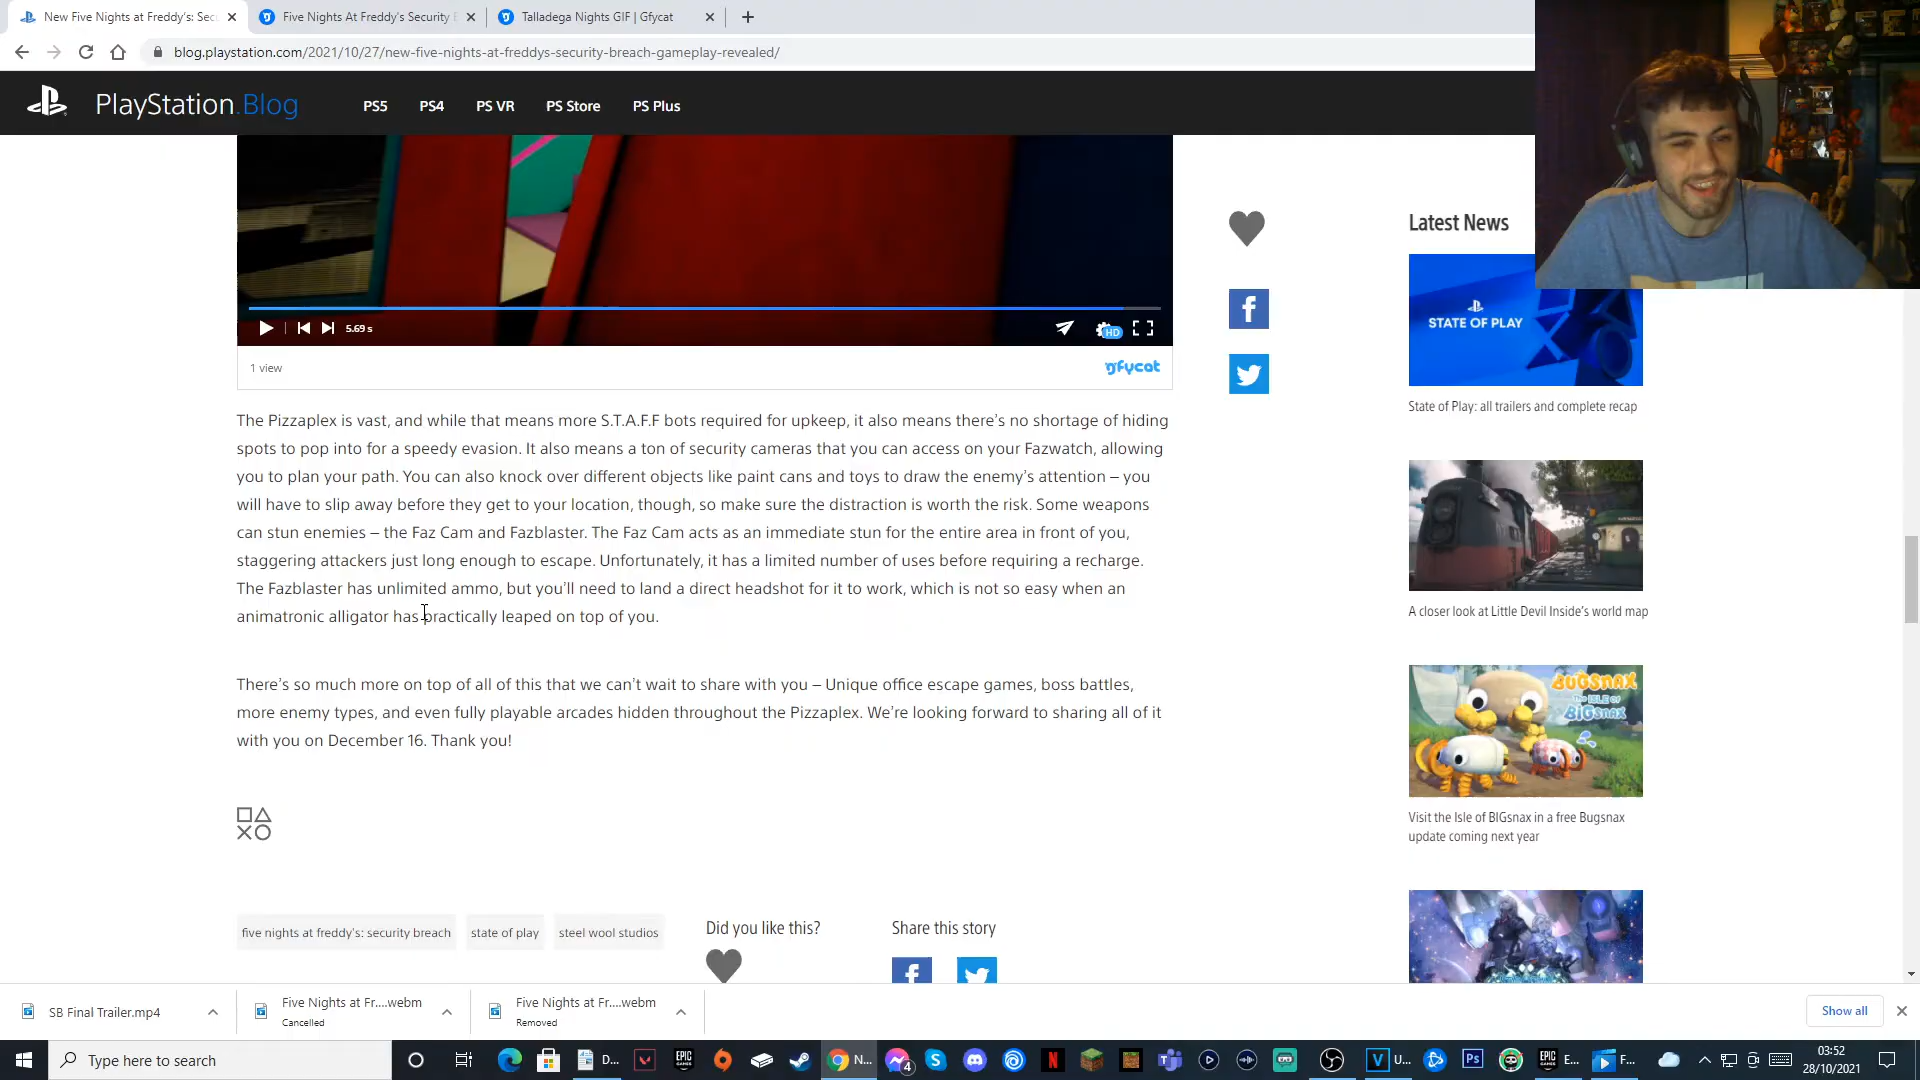 New Five Nights at Freddy's: Sec
Five Nights At Freddy's Security
Talladega Nights GIF | Gfycat
blog.playstation.com/2021/10/27/new-five-nights-at-freddys-security-breach-gameplay-revealed/
PlayStation.Blog
PS5
PS4
PS VR
PS Store
PS Plus
5.69 s
HD
1 view
gfycat
The Pizzaplex is vast, and while that means more S.T.A.F.F bots required for upkeep, it also means there's no shortage of hiding
spots to pop into for a speedy evasion. It also means a ton of security cameras that you can access on your Fazwatch, allowing
you to plan your path. You can also knock over different objects like paint cans and toys to draw the enemy's attention – you
will have to slip away before they get to your location, though, so make sure the distraction is worth the risk. Some weapons
can stun enemies – the Faz Cam and Fazblaster. The Faz Cam acts as an immediate stun for the entire area in front of you,
staggering attackers just long enough to escape. Unfortunately, it has a limited number of uses before requiring a recharge.
The Fazblaster has unlimited ammo, but you'll need to land a direct headshot for it to work, which is not so easy when an
animatronic alligator has practically leaped on top of you.
There's so much more on top of all of this that we can't wait to share with you – Unique office escape games, boss battles,
more enemy types, and even fully playable arcades hidden throughout the Pizzaplex. We're looking forward to sharing all of it
with you on December 16. Thank you!
five nights at freddy's: security breach
state of play
steel wool studios
Did you like this?
Share this story
Latest News
STATE OF PLAY
State of Play: all trailers and complete recap
A closer look at Little Devil Inside's world map
BUGSNAX
THE ISLE OF
BIGSNAX
Visit the Isle of BIGsnax in a free Bugsnax
update coming next year
SB Final Trailer.mp4
Five Nights at Fr....webm
Cancelled
Five Nights at Fr....webm
Removed
Show all
Type here to search
D...
EPIC
GAMES
N...
4
U...
Ps
EPIC
GAMES
E...
F...
03:52
28/10/2021